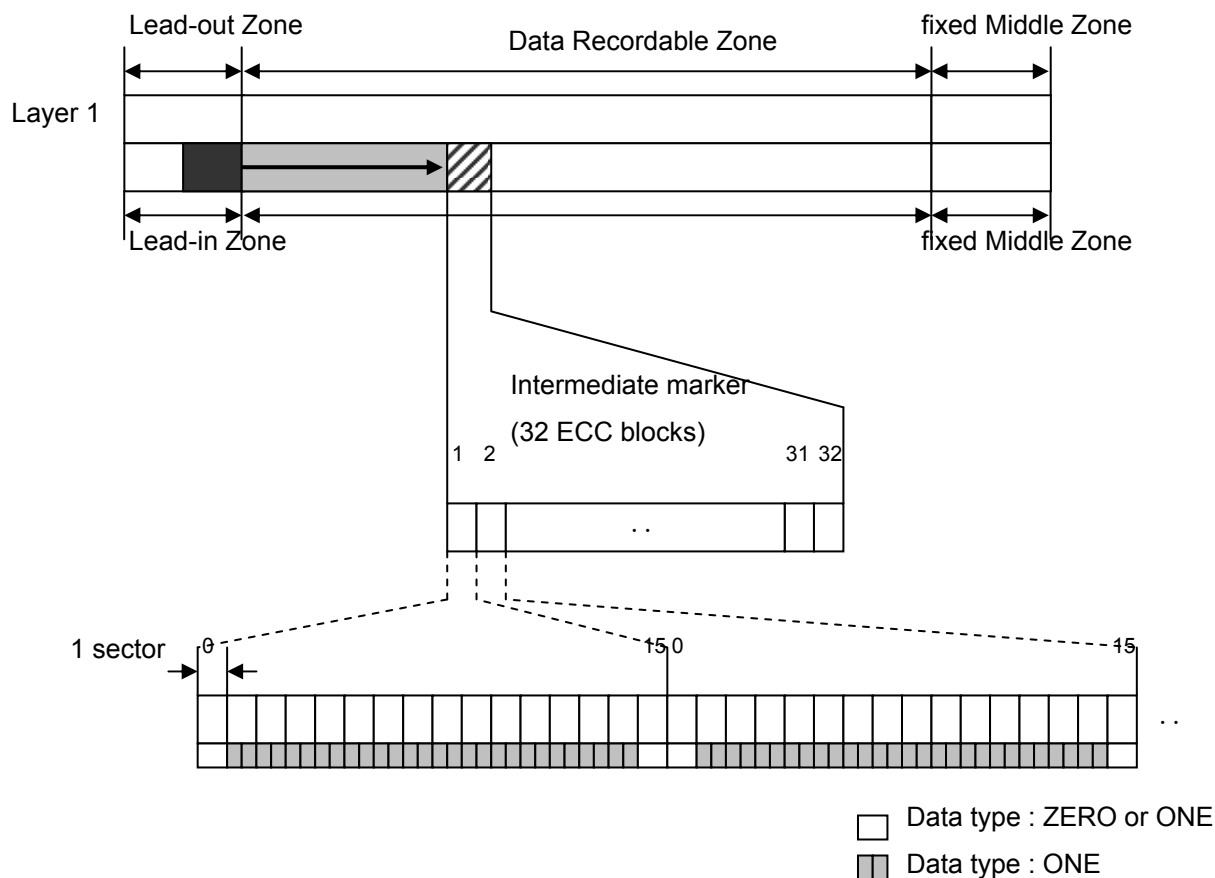 Lead-out Zone
Data Recordable Zone
fixed Middle Zone
Layer 1
Lead-in Zone
fixed Middle Zone
Intermediate marker
(32 ECC blocks)
1 2 31 32
. .
1 sector
0 15 0 15
. .
Data type : ZERO or ONE
Data type : ONE